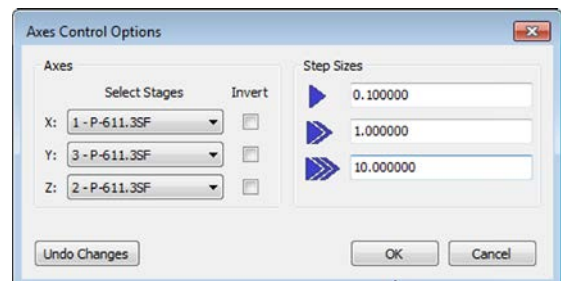 Axes Control Options
Axes
Select Stages Invert
X: 1 - P-611.3SF
Y: 3 - P-611.3SF
Z: 2 - P-611.3SF
Step Sizes
0.100000
1.000000
10.000000
Undo Changes OK Cancel